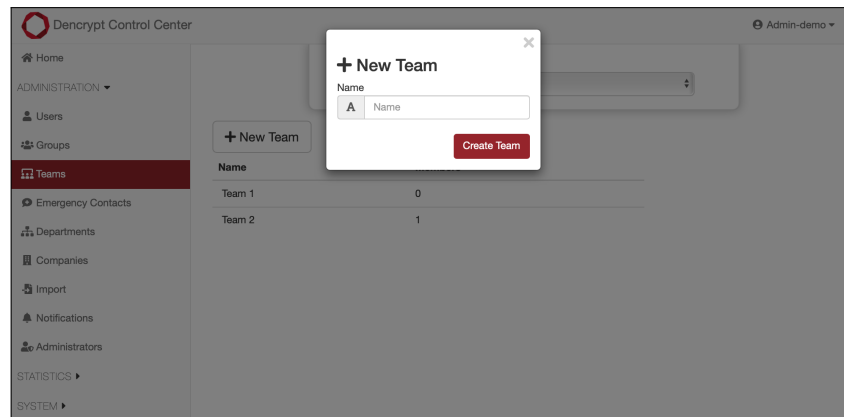 Dencrypt Control Center
Admin-demo
Home
ADMINISTRATION
Users
Groups
Teams
Emergency Contacts
Departments
Companies
Import
Notifications
Administrators
STATISTICS
SYSTEM
×
+ New Team
Name
A Name
Create Team
+ New Team
Name Members
Team 1 0
Team 2 1